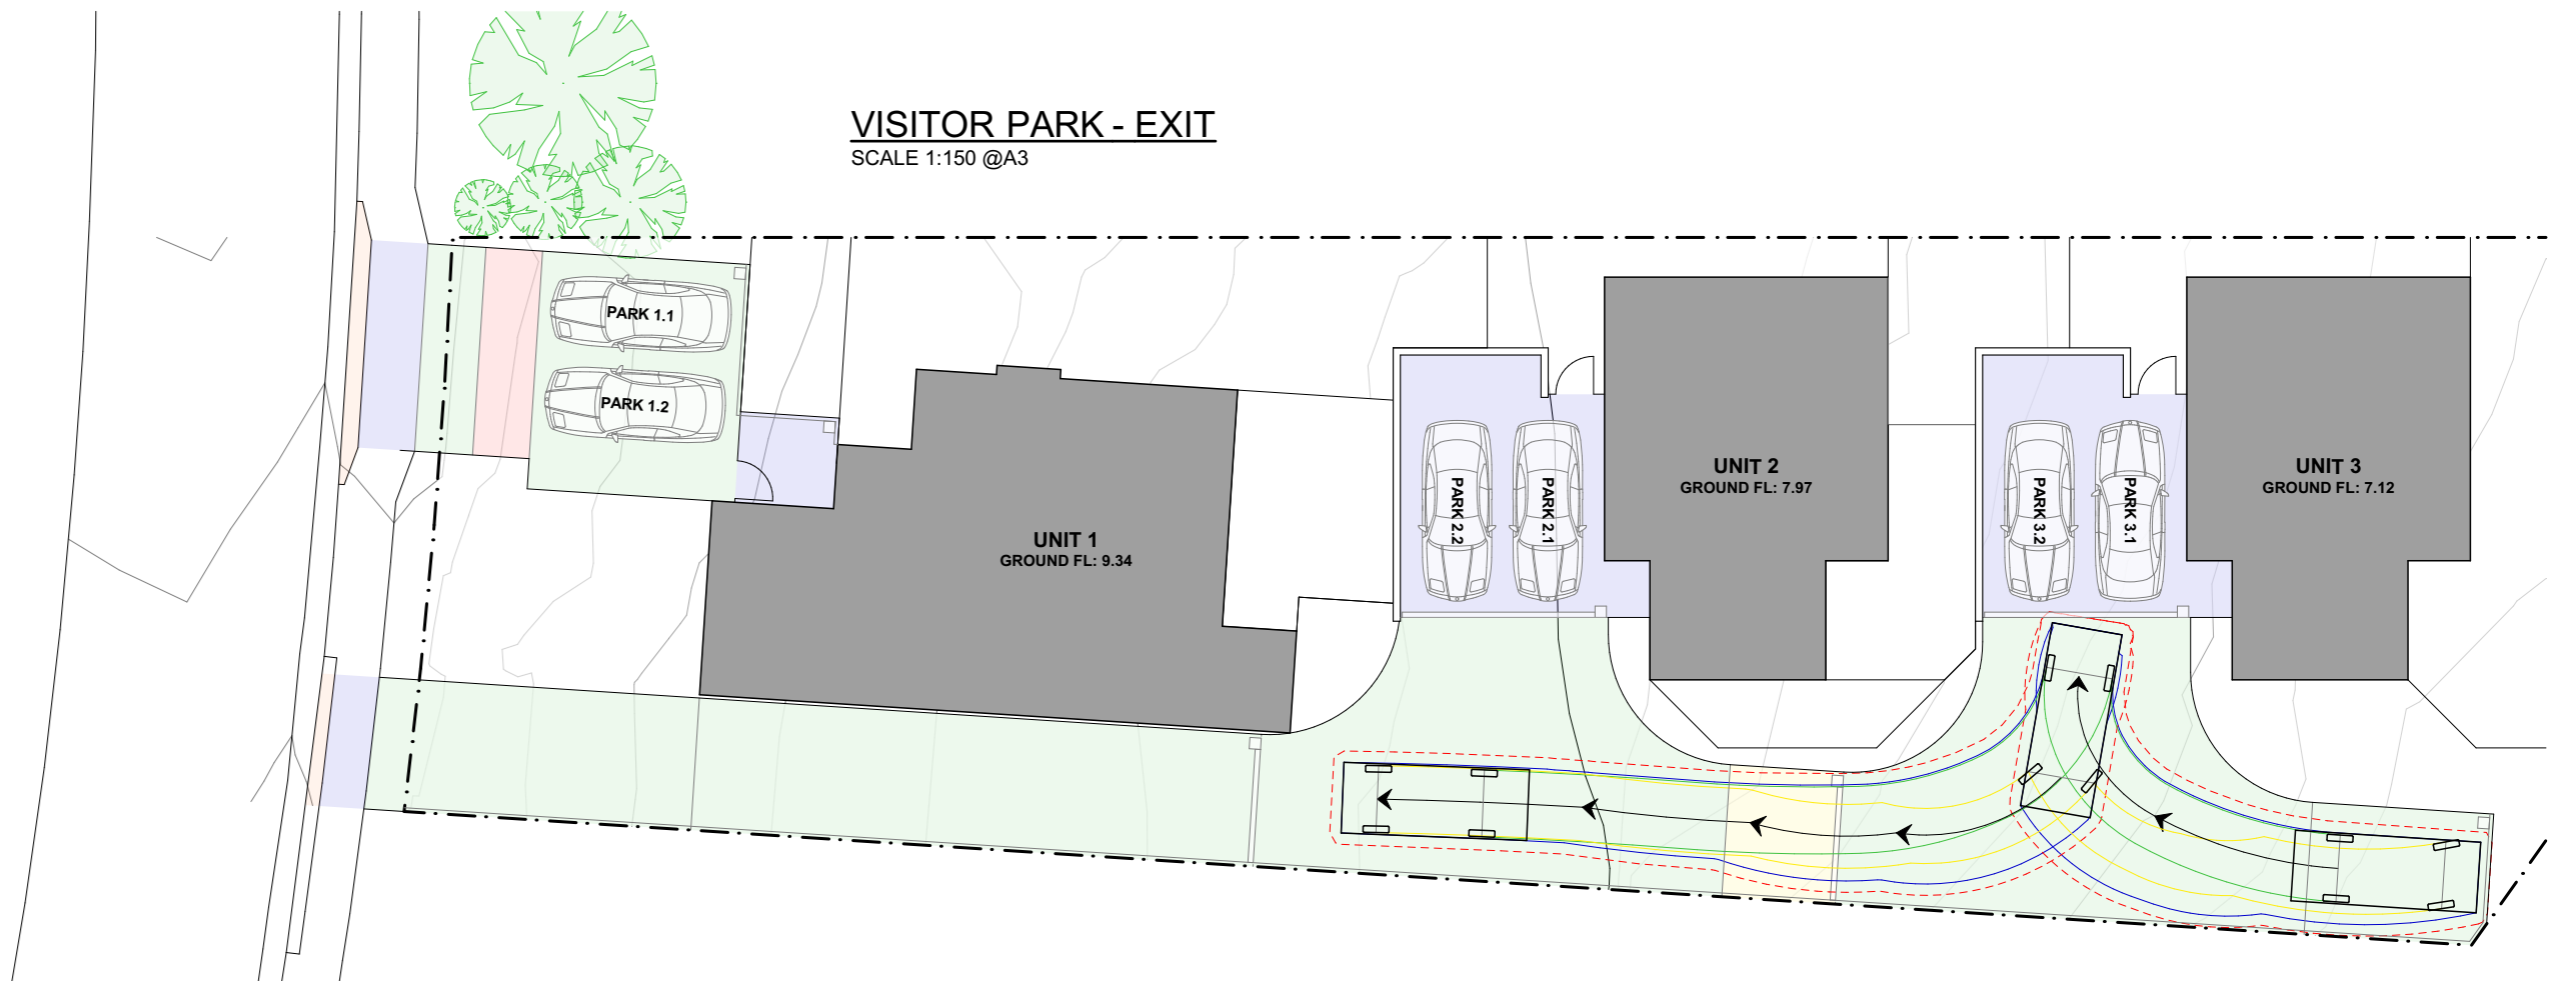 VISITOR PARK - EXIT
SCALE 1:150 @A3
PARK 1.1
PARK 1.2
UNIT 1
GROUND FL: 9.34
PARK 2.2
PARK 2.1
UNIT 2
GROUND FL: 7.97
PARK 3.2
PARK 3.1
UNIT 3
GROUND FL: 7.12